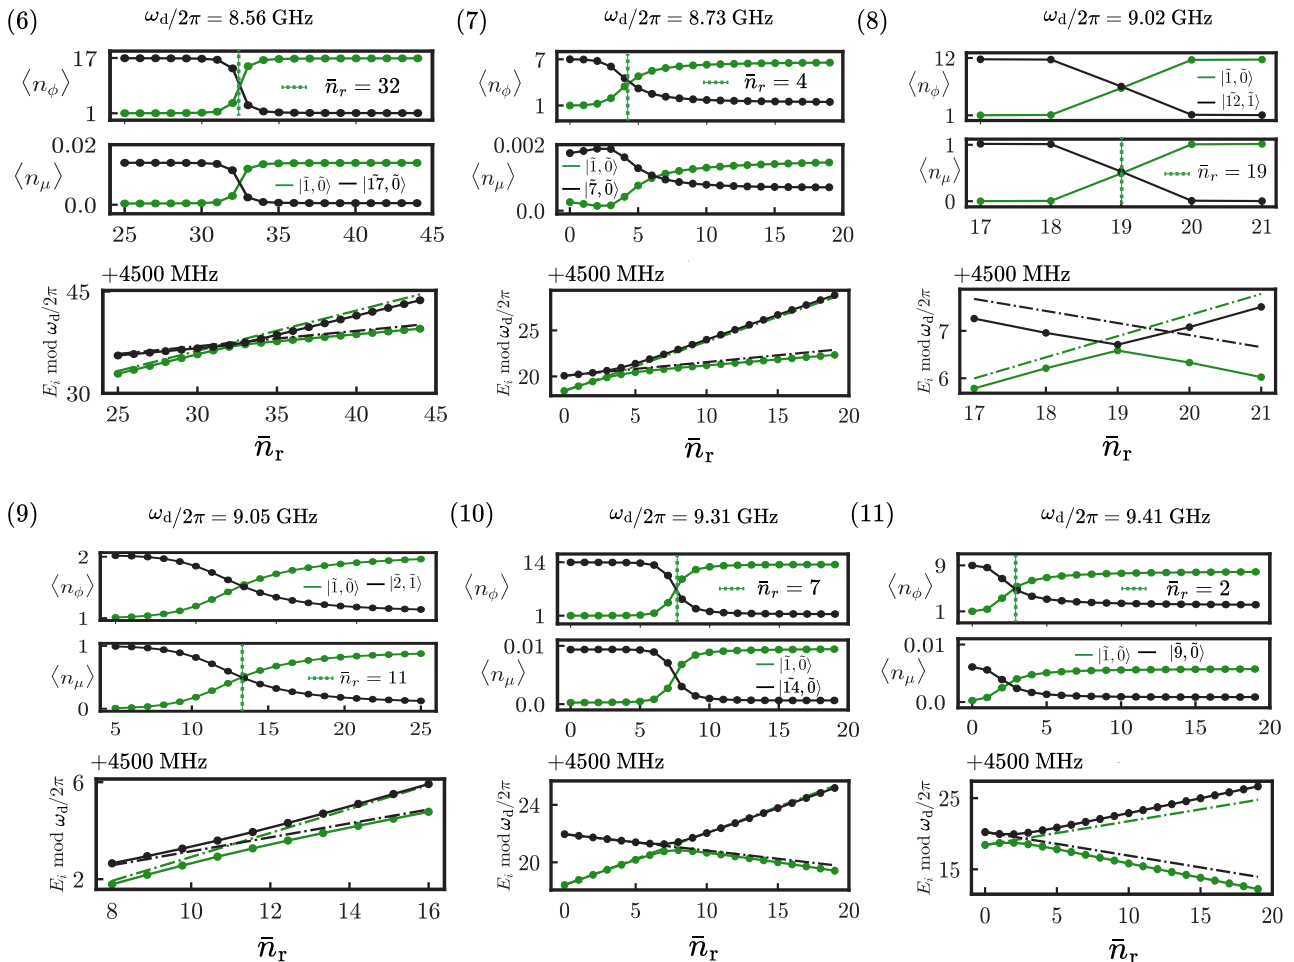 (6) ω_d/2π = 8.56 GHz
⟨n_ϕ⟩
17
1
n̄_r = 32
⟨n_μ⟩
0.02
0.0
|1̃, 0̃⟩ |1̃7, 0̃⟩
25 30 35 40 45
+4500 MHz
E_i mod ω_d/2π
45
30
25 30 35 40 45
n̄_r
(7) ω_d/2π = 8.73 GHz
⟨n_ϕ⟩
7
1
n̄_r = 4
⟨n_μ⟩
0.002
0.0
|1̃, 0̃⟩
|7̃, 0̃⟩
0 5 10 15 20
+4500 MHz
E_i mod ω_d/2π
25
20
0 5 10 15 20
n̄_r
(8) ω_d/2π = 9.02 GHz
⟨n_ϕ⟩
12
1
|1̃, 0̃⟩
|1̃2, 1̃⟩
⟨n_μ⟩
1
0
n̄_r = 19
17 18 19 20 21
+4500 MHz
E_i mod ω_d/2π
7
6
17 18 19 20 21
n̄_r
(9) ω_d/2π = 9.05 GHz
⟨n_ϕ⟩
2
1
|1̃, 0̃⟩ |2̃, 1̃⟩
⟨n_μ⟩
1
0
n̄_r = 11
5 10 15 20 25
+4500 MHz
E_i mod ω_d/2π
6
2
8 10 12 14 16
n̄_r
(10) ω_d/2π = 9.31 GHz
⟨n_ϕ⟩
14
1
n̄_r = 7
⟨n_μ⟩
0.01
0.0
|1̃, 0̃⟩
|1̃4, 0̃⟩
0 5 10 15 20
+4500 MHz
E_i mod ω_d/2π
24
20
0 5 10 15 20
n̄_r
(11) ω_d/2π = 9.41 GHz
⟨n_ϕ⟩
9
1
n̄_r = 2
⟨n_μ⟩
0.01
0.0
|1̃, 0̃⟩ |9̃, 0̃⟩
0 5 10 15 20
+4500 MHz
E_i mod ω_d/2π
25
15
0 5 10 15 20
n̄_r